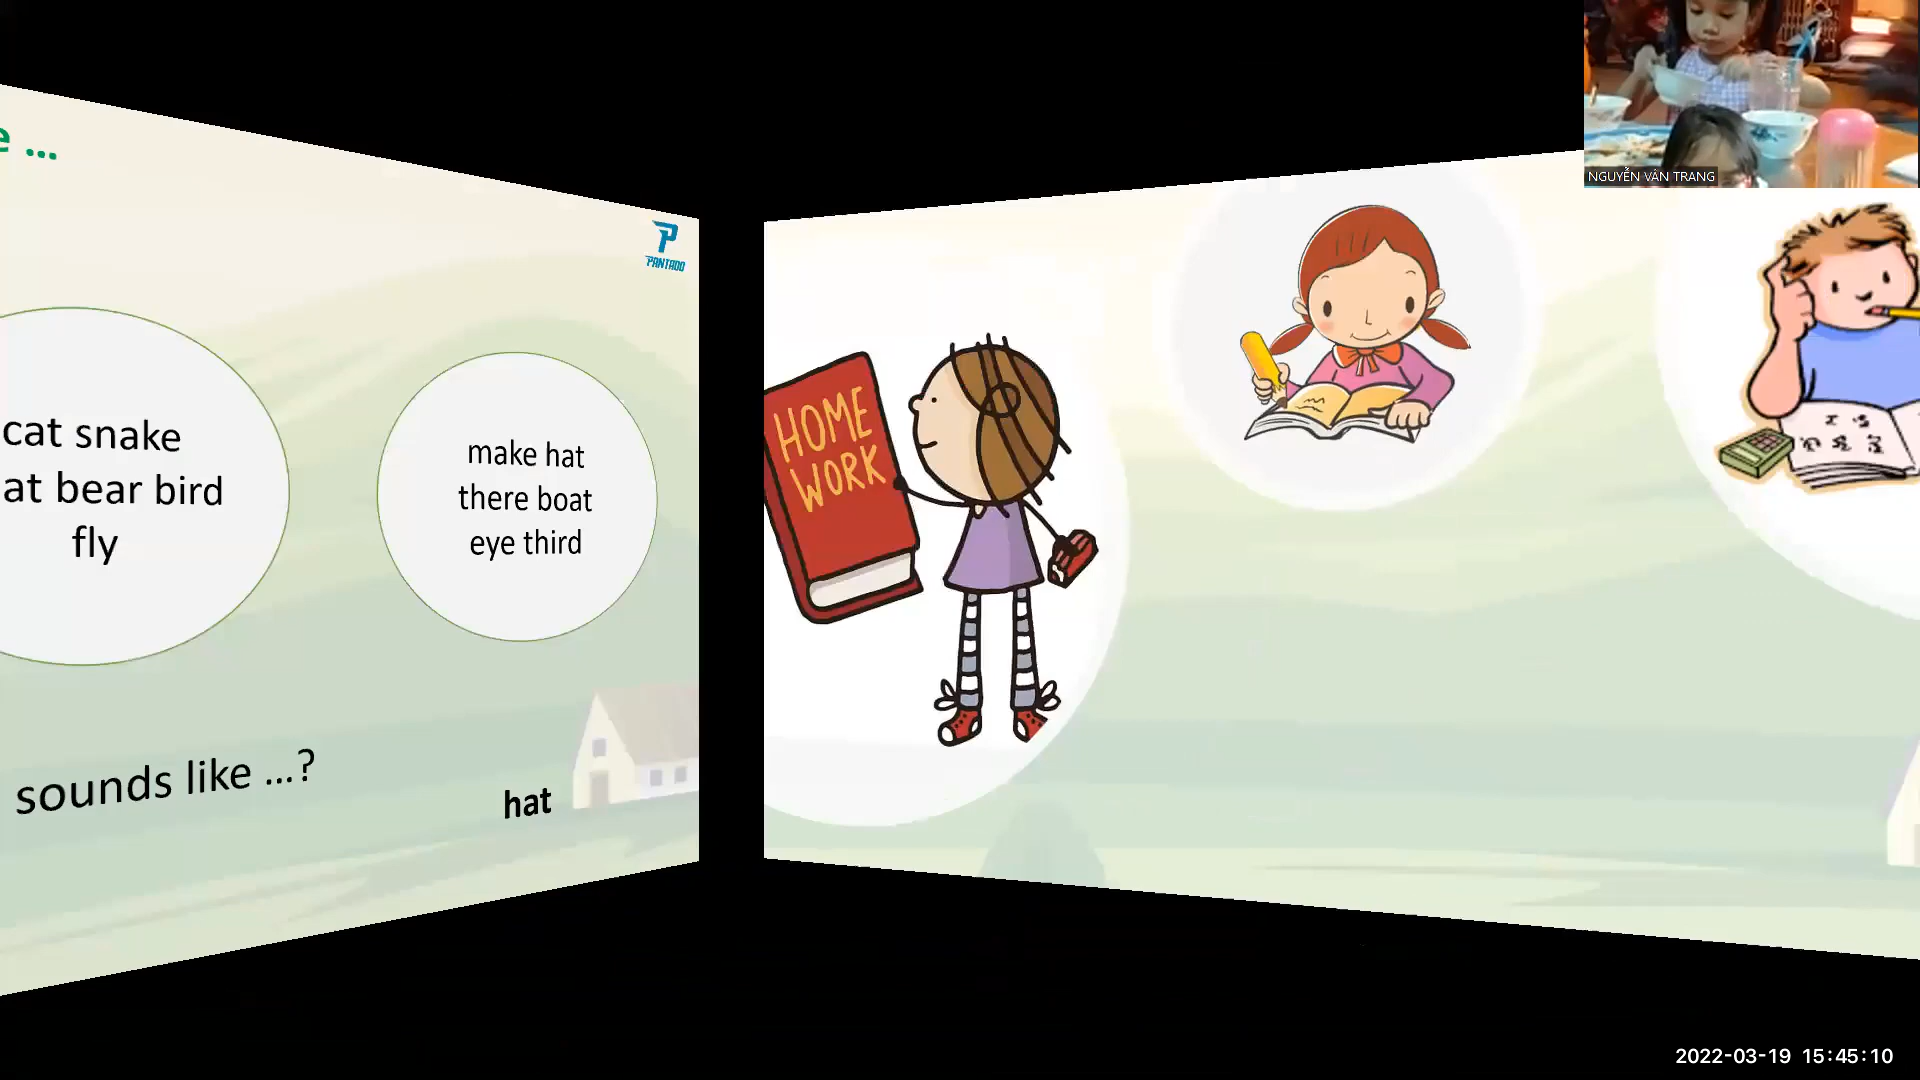 ...
PANTADO
cat snake
at bear bird
fly
make hat
there boat
eye third
sounds like ...?
hat
HOME
WORK
NGUYỄN VÂN TRANG
2022-03-19 15:45:10